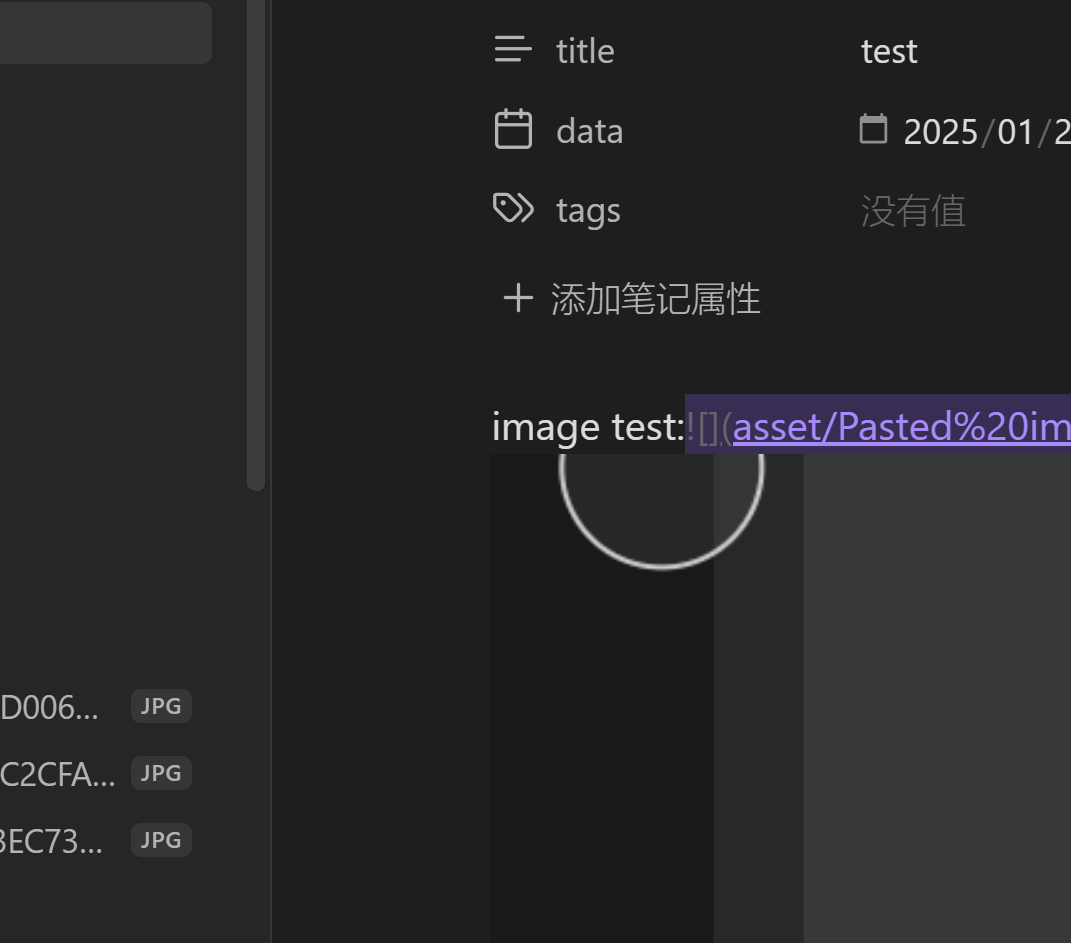 title test
data 2025/01/2
tags 没有值
添加笔记属性
image test:![](asset/Pasted%20im
D006... JPG
C2CFA... JPG
3EC73... JPG